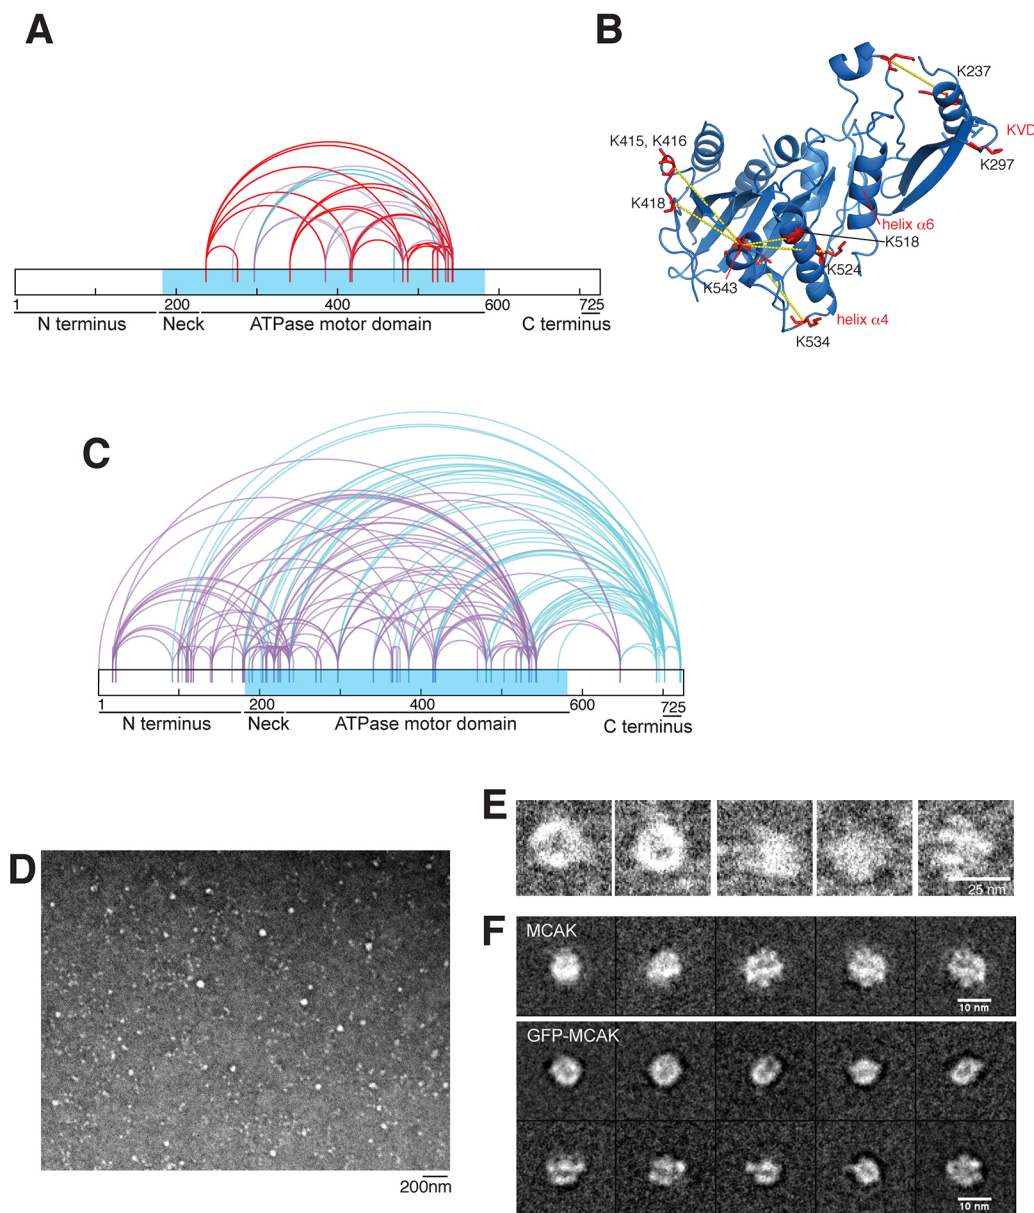 A
1
200
400
600
725
N terminus
Neck
ATPase motor domain
C terminus
B
K237
KVD
K297
K415, K416
K418
helix α6
K518
K524
K543
helix α4
K534
C
1
200
400
600
725
N terminus
Neck
ATPase motor domain
C terminus
D
200nm
E
25 nm
F
MCAK
10 nm
GFP-MCAK
10 nm